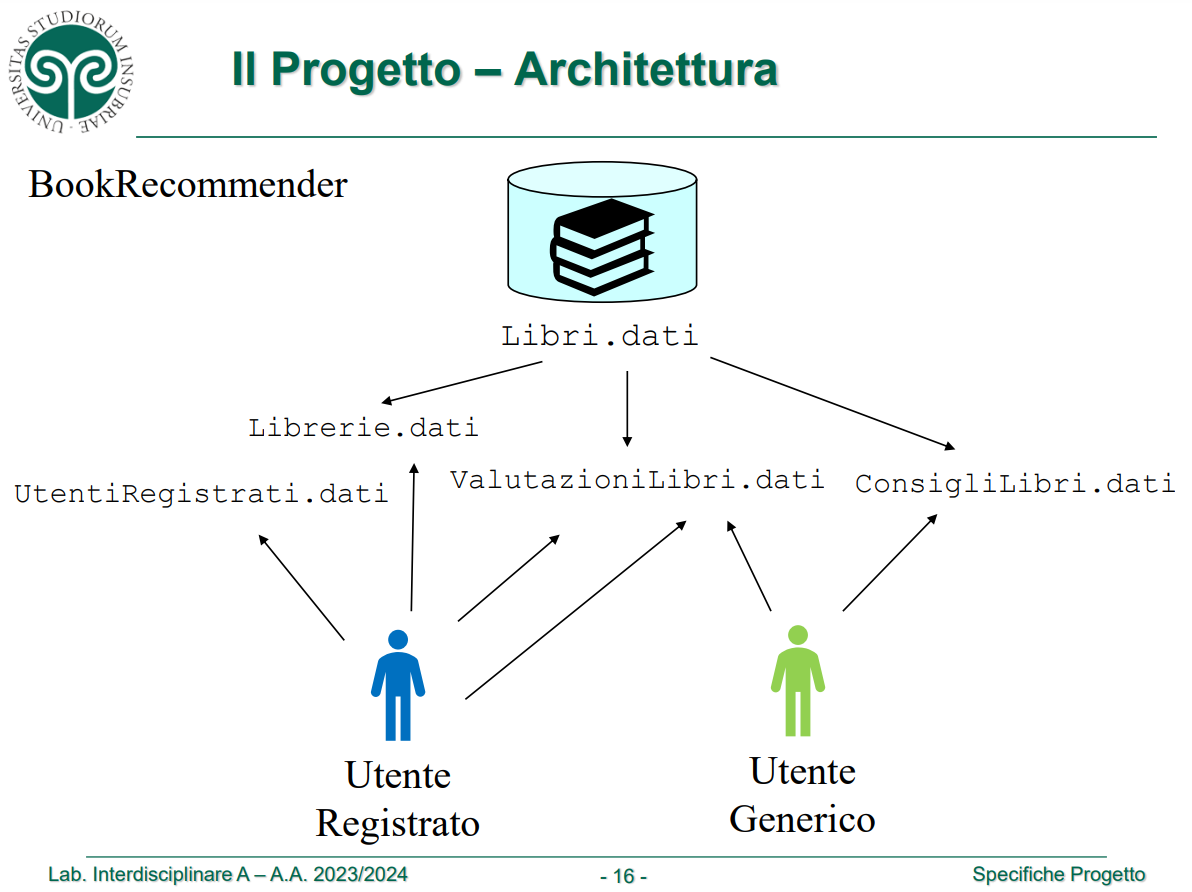 UNIVERSITAS STUDIORUM INSUBRIAE
Il Progetto – Architettura
BookRecommender
Libri.dati
Librerie.dati
ValutazioniLibri.dati
ConsigliLibri.dati
UtentiRegistrati.dati
Utente
Registrato
Utente
Generico
Lab. Interdisciplinare A – A.A. 2023/2024
- 16 -
Specifiche Progetto